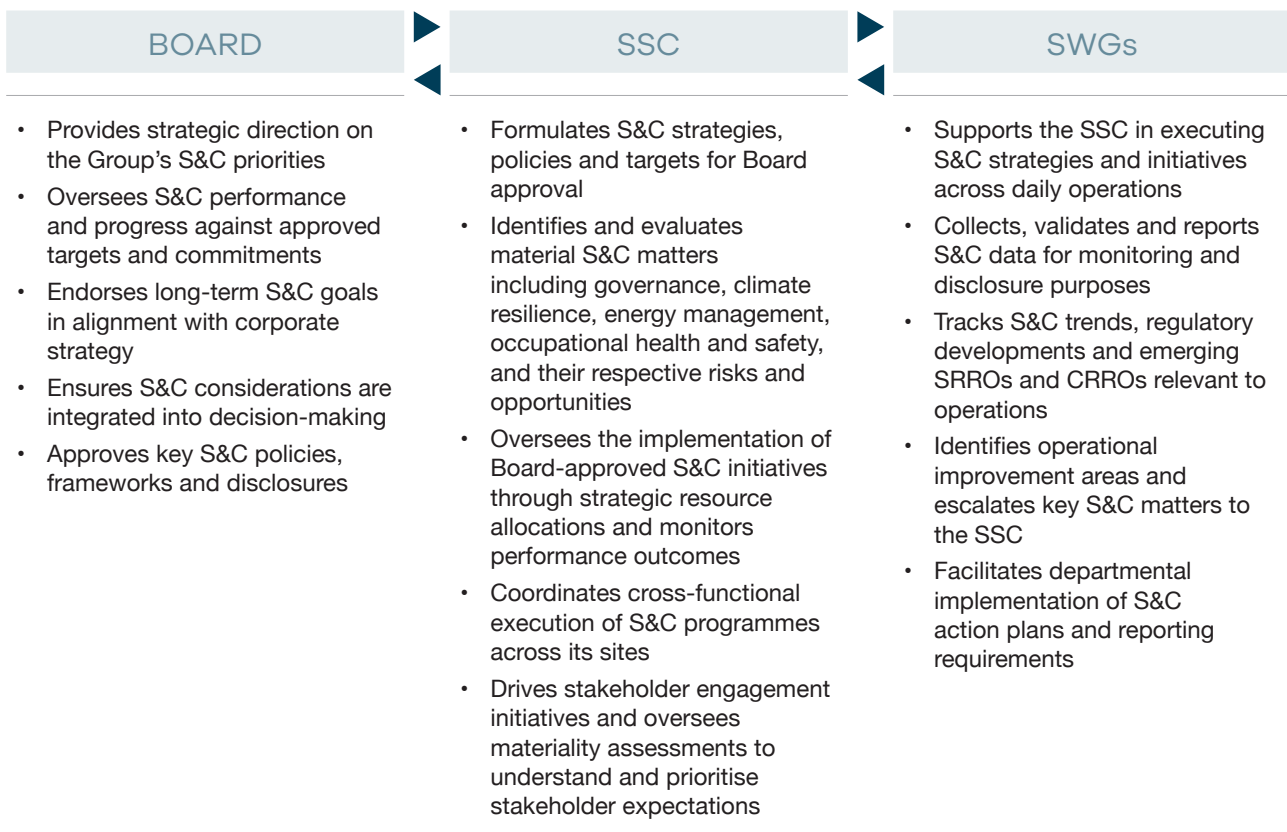 BOARD
• Provides strategic direction on
the Group’s S&C priorities
• Oversees S&C performance
and progress against approved
targets and commitments
• Endorses long-term S&C goals
in alignment with corporate
strategy
• Ensures S&C considerations are
integrated into decision-making
• Approves key S&C policies,
frameworks and disclosures
SSC
• Formulates S&C strategies,
policies and targets for Board
approval
• Identifies and evaluates
material S&C matters
including governance, climate
resilience, energy management,
occupational health and safety,
and their respective risks and
opportunities
• Oversees the implementation of
Board-approved S&C initiatives
through strategic resource
allocations and monitors
performance outcomes
• Coordinates cross-functional
execution of S&C programmes
across its sites
• Drives stakeholder engagement
initiatives and oversees
materiality assessments to
understand and prioritise
stakeholder expectations
SWGs
• Supports the SSC in executing
S&C strategies and initiatives
across daily operations
• Collects, validates and reports
S&C data for monitoring and
disclosure purposes
• Tracks S&C trends, regulatory
developments and emerging
SRROs and CRROs relevant to
operations
• Identifies operational
improvement areas and
escalates key S&C matters to
the SSC
• Facilitates departmental
implementation of S&C
action plans and reporting
requirements